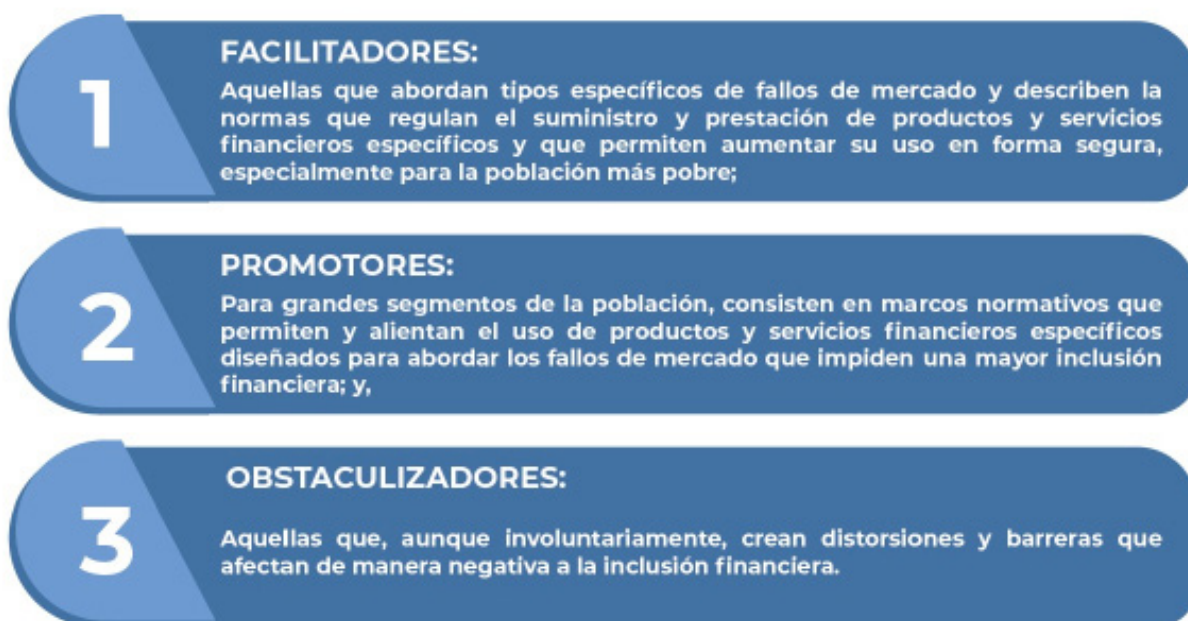 1
FACILITADORES:
Aquellas que abordan tipos específicos de fallos de mercado y describen la
normas que regulan el suministro y prestación de productos y servicios
financieros específicos y que permiten aumentar su uso en forma segura,
especialmente para la población más pobre;
2
PROMOTORES:
Para grandes segmentos de la población, consisten en marcos normativos que
permiten y alientan el uso de productos y servicios financieros específicos
diseñados para abordar los fallos de mercado que impiden una mayor inclusión
financiera; y,
3
OBSTACULIZADORES:
Aquellas que, aunque involuntariamente, crean distorsiones y barreras que
afectan de manera negativa a la inclusión financiera.